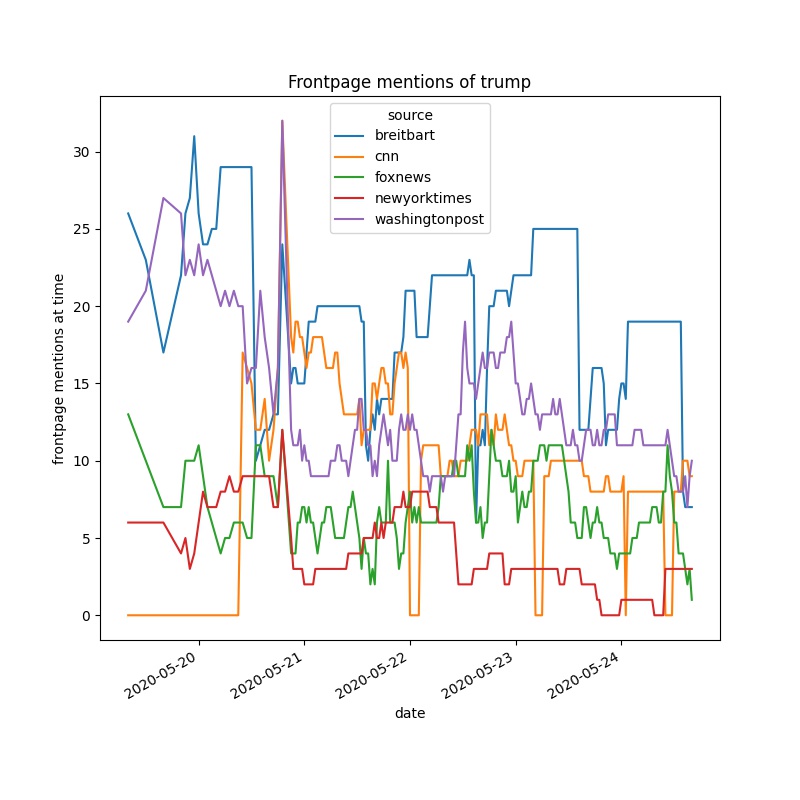 Frontpage mentions of trump
source
breitbart
cnn
foxnews
newyorktimes
washingtonpost
frontpage mentions at time
30
25
20
15
10
5
0
2020-05-20
2020-05-21
2020-05-22
2020-05-23
2020-05-24
date